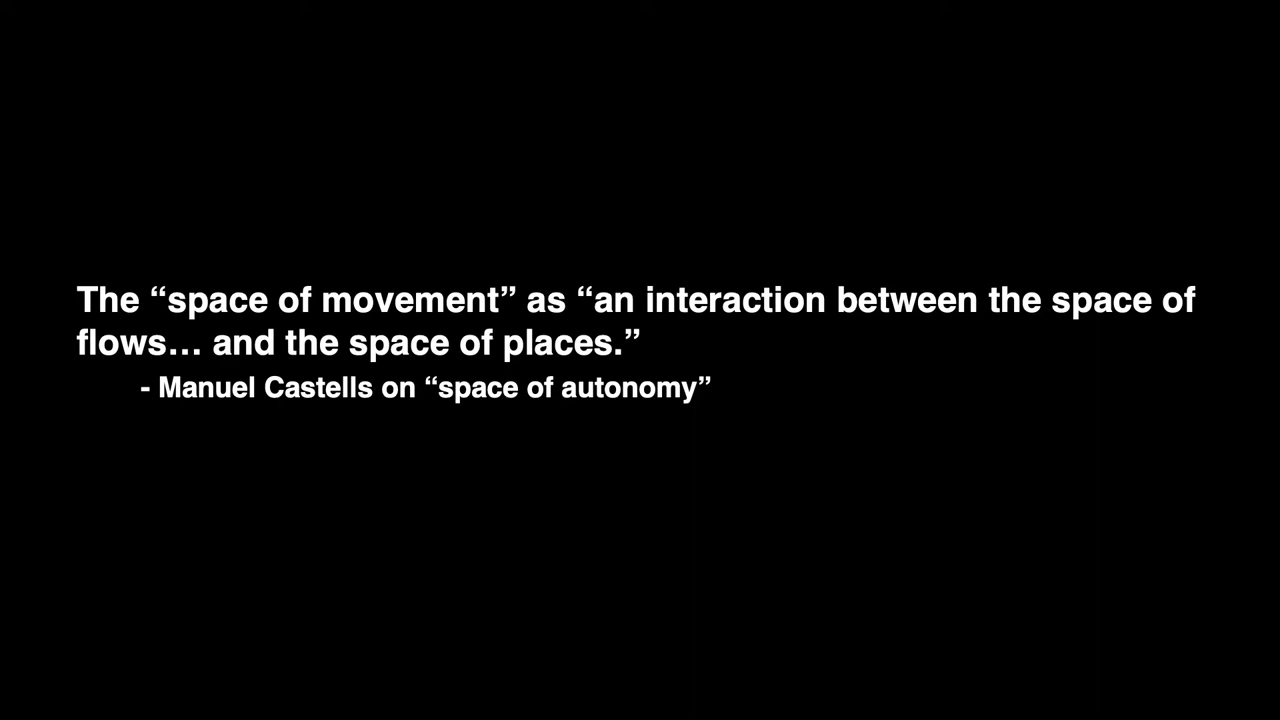 The “space of movement” as “an interaction between the space of
flows… and the space of places.”
- Manuel Castells on “space of autonomy”